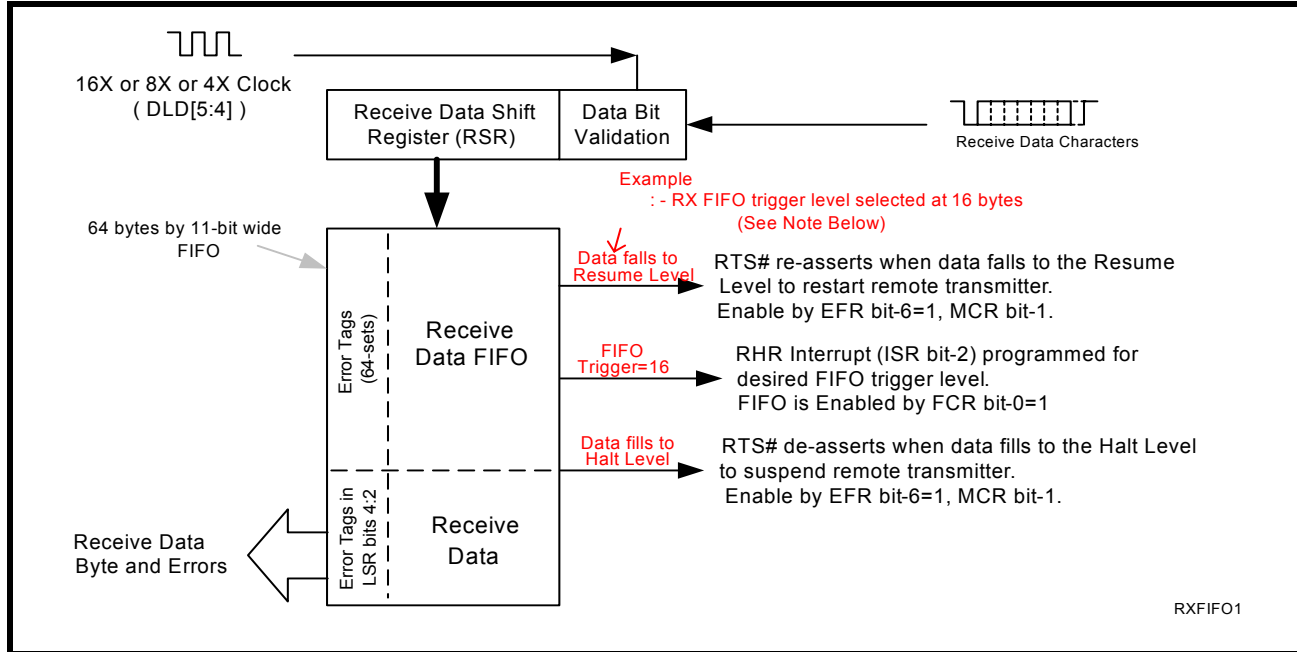 16X or 8X or 4X Clock
( DLD[5:4] )
Receive Data Shift
Register (RSR)
Data Bit
Validation
Receive Data Characters
Example
: - RX FIFO trigger level selected at 16 bytes
(See Note Below)
64 bytes by 11-bit wide
FIFO
Data falls to
Resume Level
RTS# re-asserts when data falls to the Resume
Level to restart remote transmitter.
Enable by EFR bit-6=1, MCR bit-1.
Error Tags
(64-sets)
Receive
Data FIFO
FIFO
Trigger=16
RHR Interrupt (ISR bit-2) programmed for
desired FIFO trigger level.
FIFO is Enabled by FCR bit-0=1
Data fills to
Halt Level
RTS# de-asserts when data fills to the Halt Level
to suspend remote transmitter.
Enable by EFR bit-6=1, MCR bit-1.
Error Tags in
LSR bits 4:2
Receive
Data
Receive Data
Byte and Errors
RXFIFO1